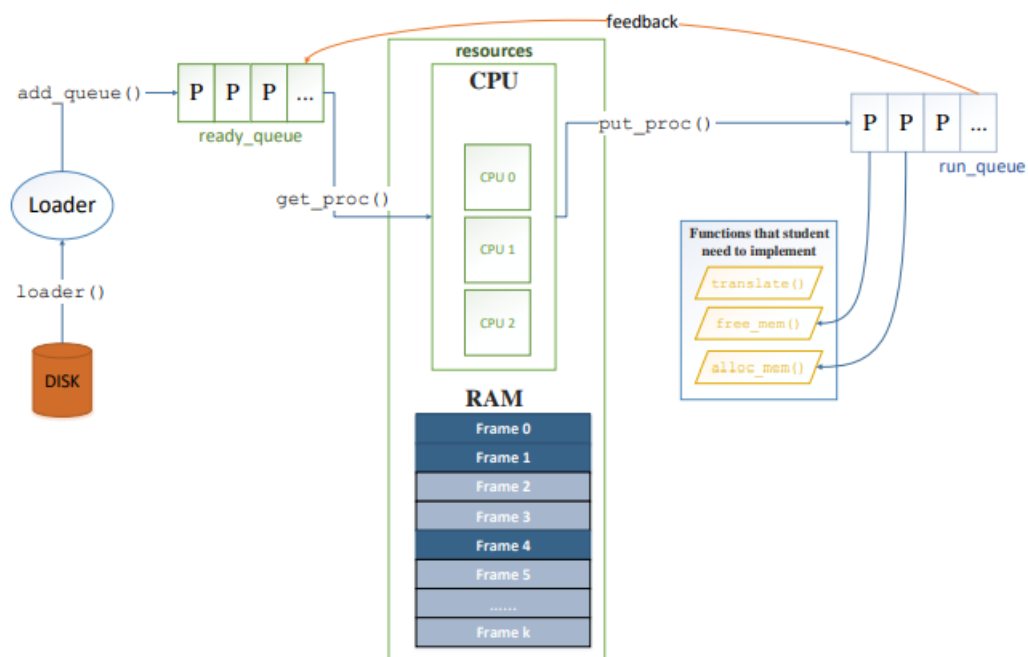 feedback
resources
CPU
add_queue()
P P P ...
ready_queue
put_proc()
P P P ...
run_queue
CPU 0
get_proc()
Loader
CPU 1
Functions that student
need to implement
translate()
loader()
free_mem()
CPU 2
alloc_mem()
DISK
RAM
Frame 0
Frame 1
Frame 2
Frame 3
Frame 4
Frame 5
......
Frame k